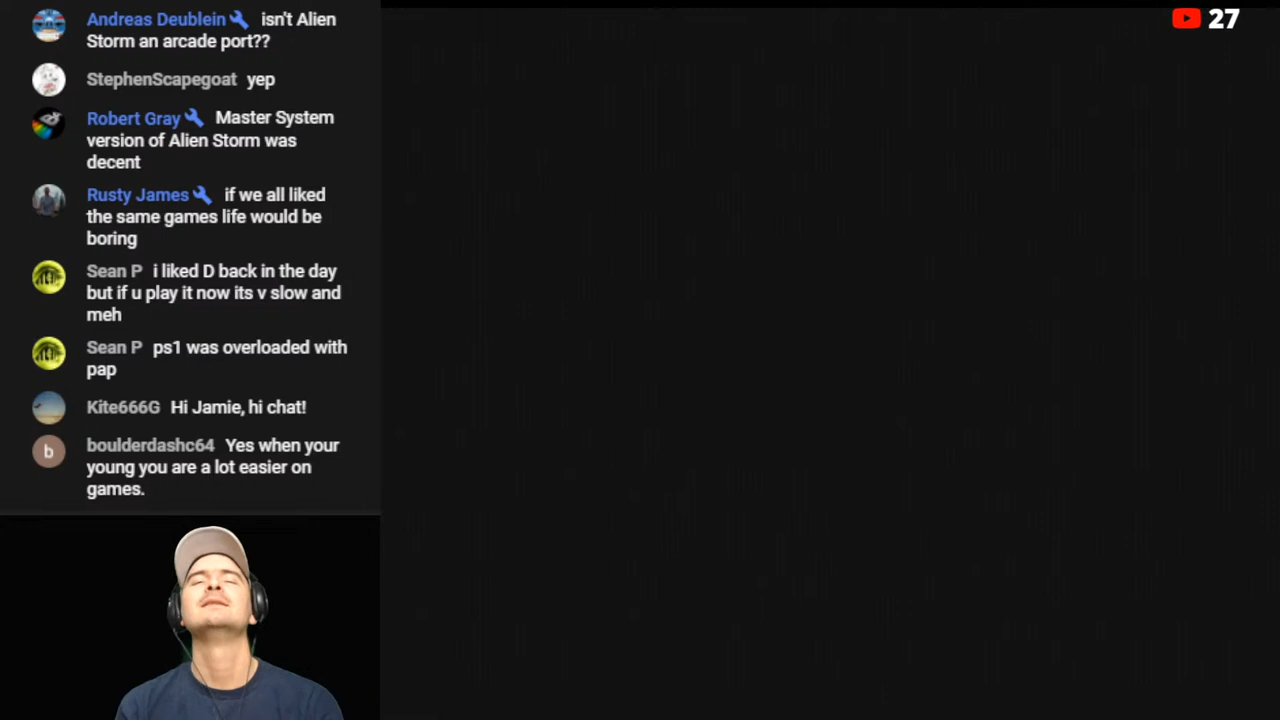 Andreas Deublein isn't Alien
Storm an arcade port??
StephenScapegoat yep
Robert Gray Master System
version of Alien Storm was
decent
Rusty James if we all liked
the same games life would be
boring
Sean P i liked D back in the day
but if u play it now its v slow and
meh
Sean P ps1 was overloaded with
pap
Kite666G Hi Jamie, hi chat!
b boulderdashc64 Yes when your
young you are a lot easier on
games.
27